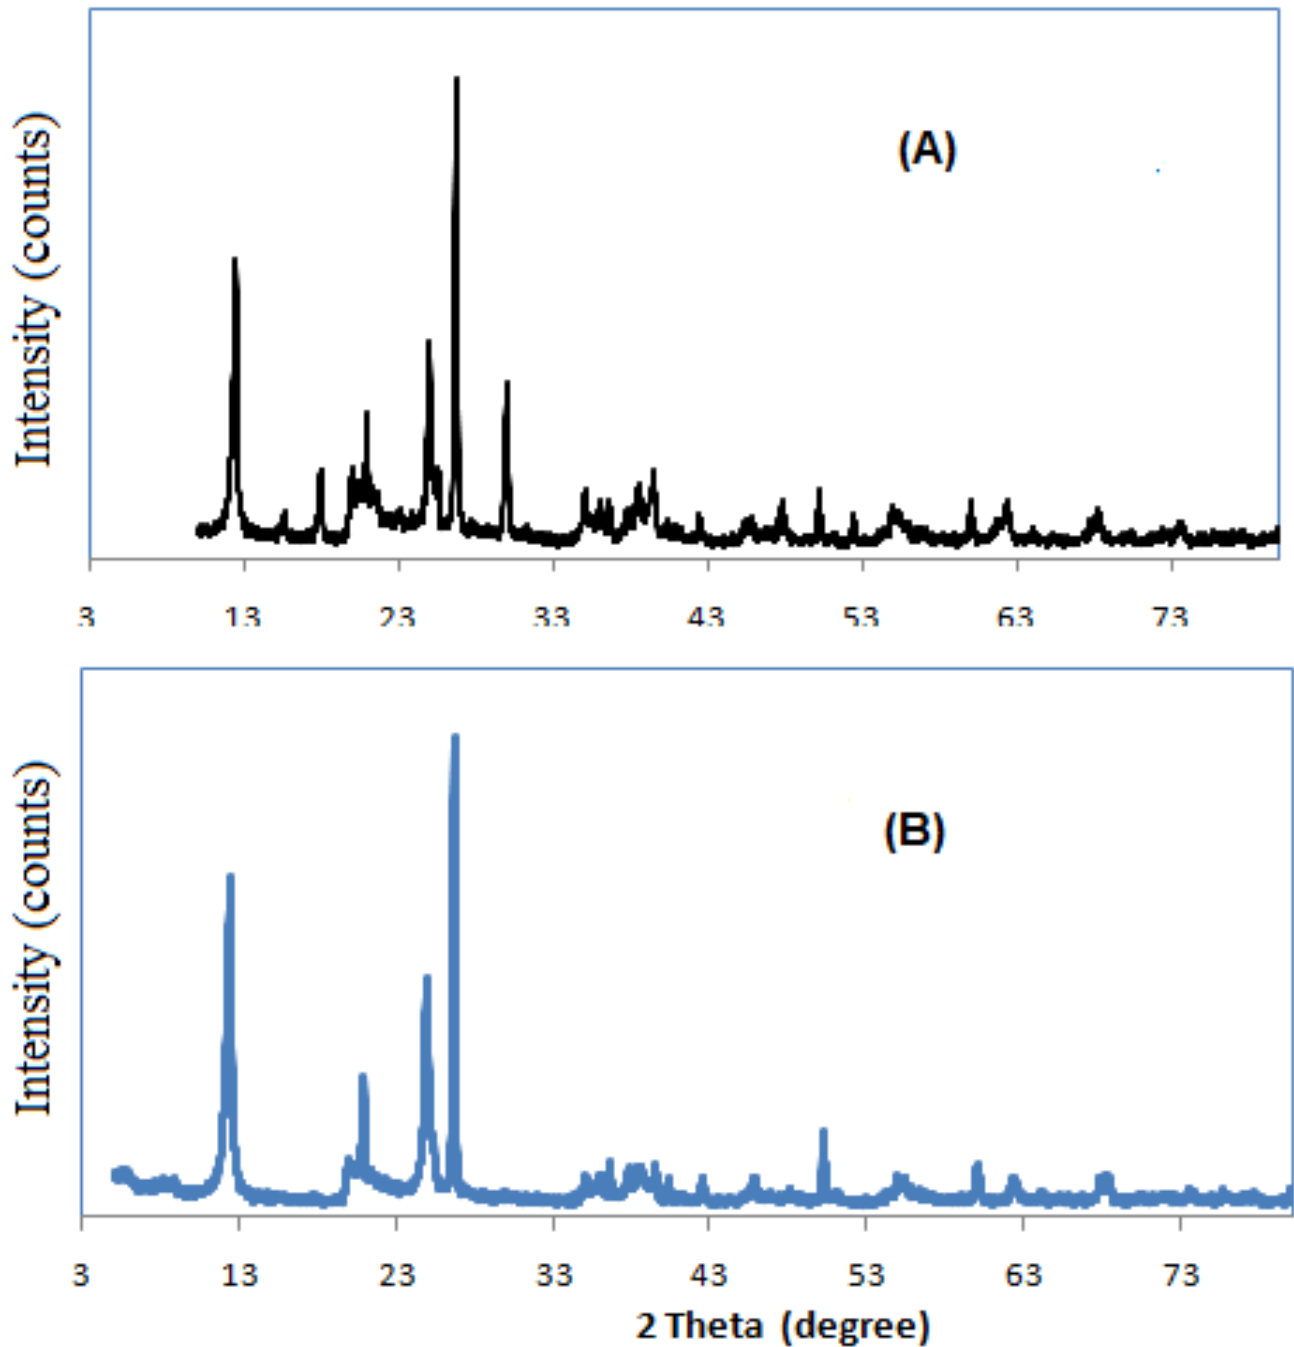 Intensity (counts)
(A)
3 13 23 33 43 53 63 73
Intensity (counts)
(B)
3 13 23 33 43 53 63 73
2 Theta (degree)